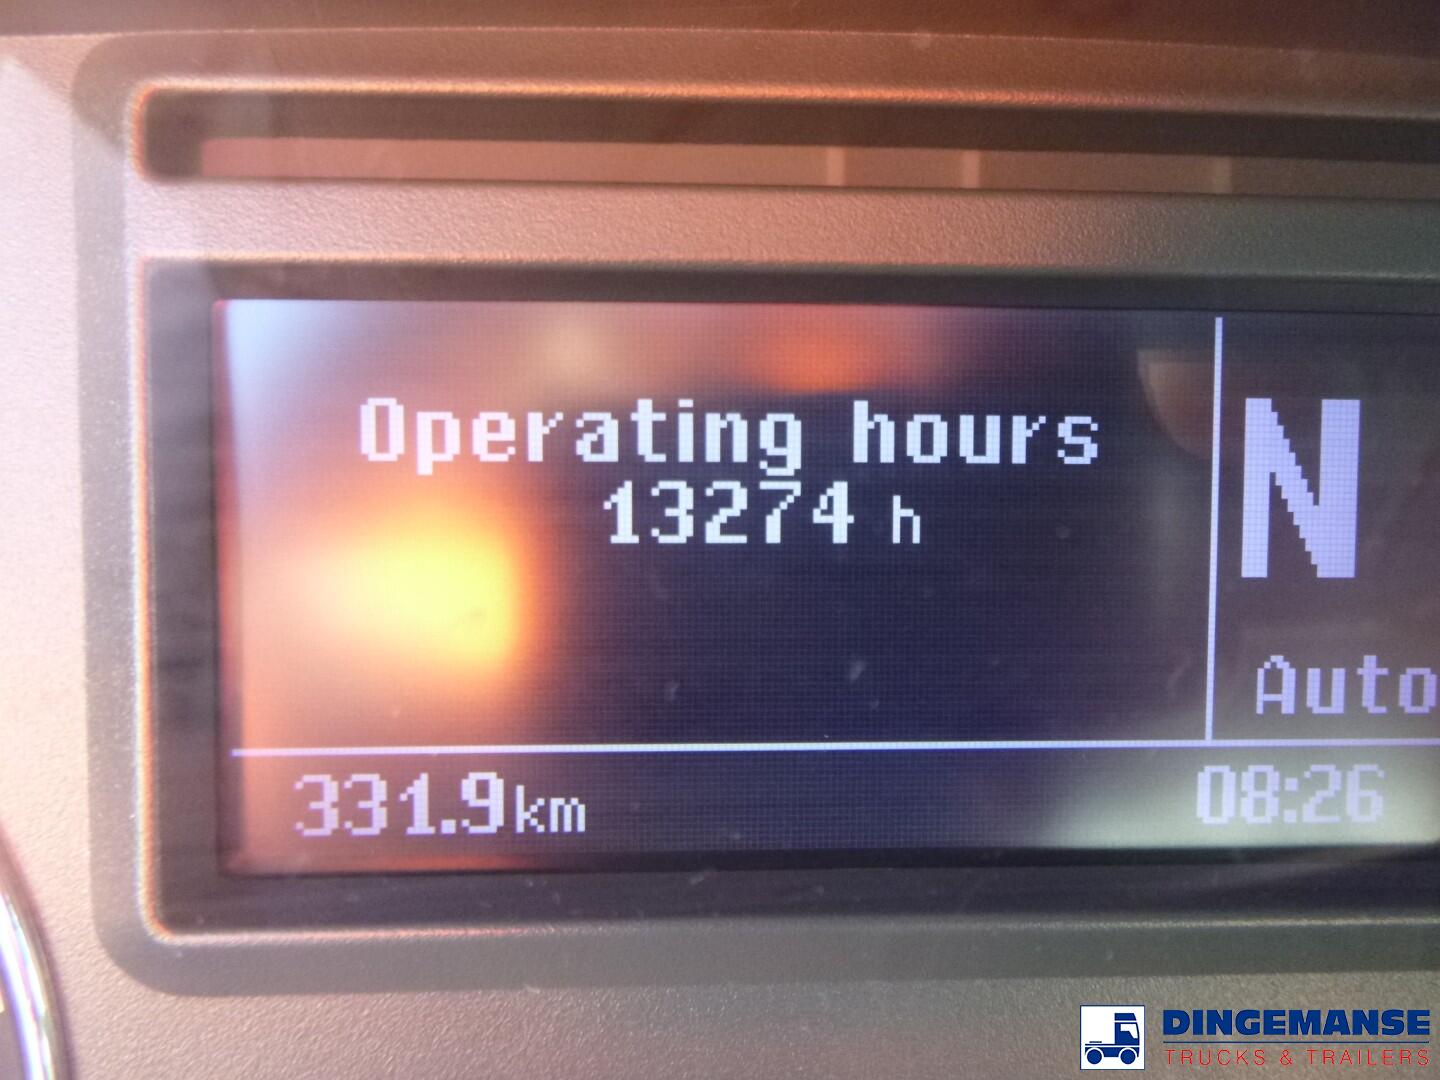 Operating hours
13274 h
N
Auto
331.9km
08:26
DINGEMANSE
TRUCKS & TRAILERS